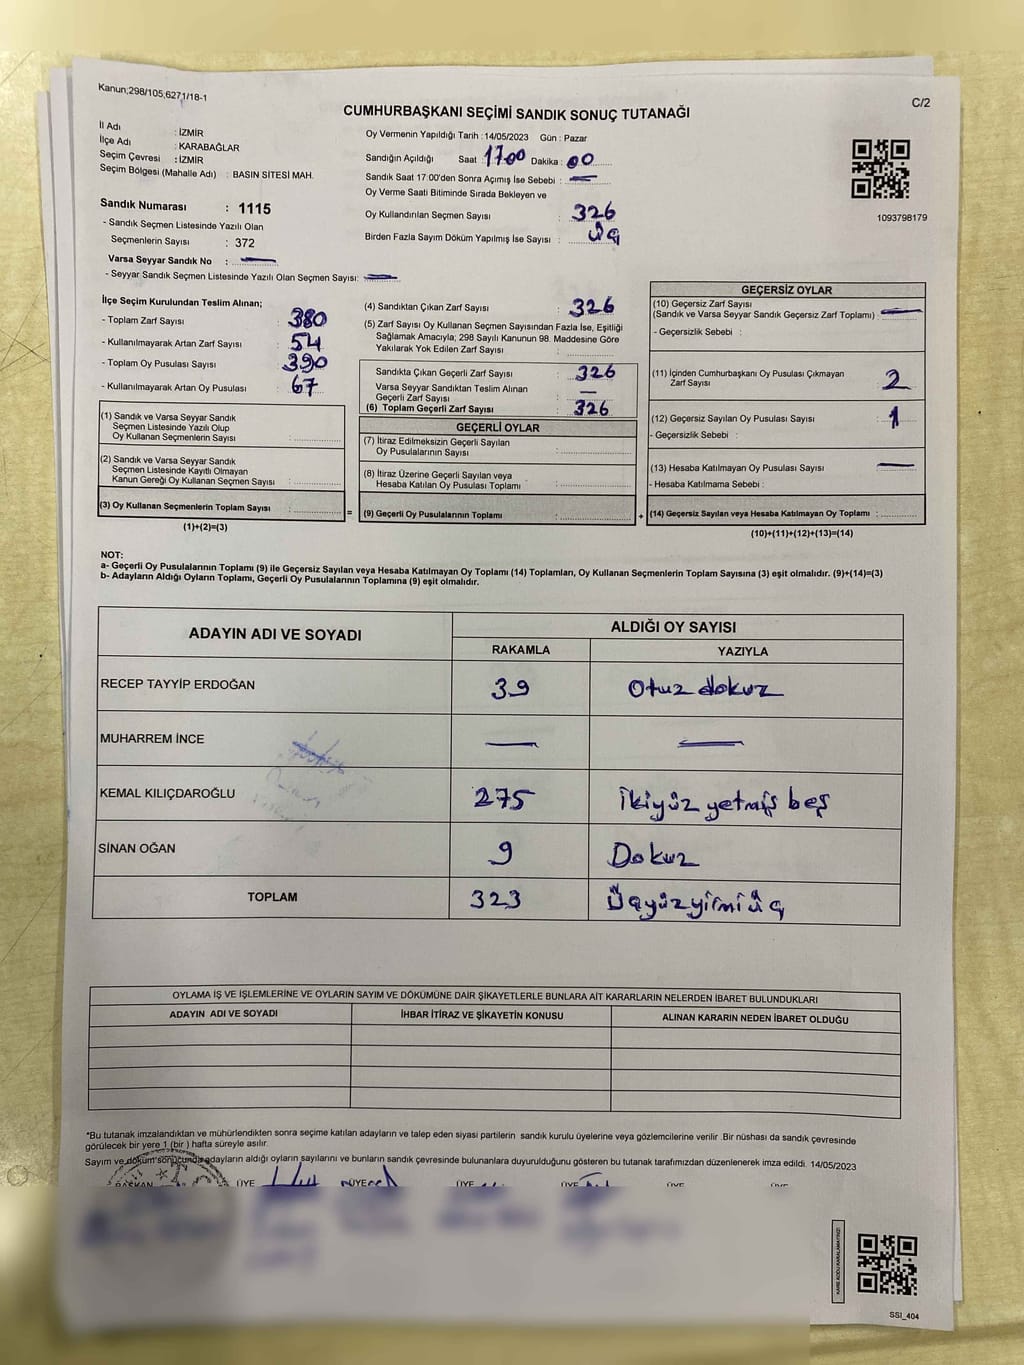 Kanun;298/105,6271/18-1
C/2
CUMHURBAŞKANI SEÇİMİ SANDIK SONUÇ TUTANAĞI
İl Adı : İZMİR
İlçe Adı : KARABAĞLAR
Seçim Çevresi : İZMİR
Seçim Bölgesi (Mahalle Adı) : BASIN SİTESİ MAH.
Sandık Numarası : 1115
- Sandık Seçmen Listesinde Yazılı Olan
Seçmenlerin Sayısı : 372
Varsa Seyyar Sandık No : —
- Seyyar Sandık Seçmen Listesinde Yazılı Olan Seçmen Sayısı: —
Oy Vermenin Yapıldığı Tarih :14/05/2023 Gün : Pazar
Sandığın Açıldığı Saat : 1700 Dakika : 00
Sandık Saat 17:00'den Sonra Açımış İse Sebebi : —
Oy Verme Saati Bitiminde Sırada Bekleyen ve
Oy Kullandırılan Seçmen Sayısı 326
Birden Fazla Sayım Döküm Yapılmış İse Sayısı : Üç
1093798179
İlçe Seçim Kurulundan Teslim Alınan;
- Toplam Zarf Sayısı : 380
- Kullanılmayarak Artan Zarf Sayısı : 54
- Toplam Oy Pusulası Sayısı : 390
- Kullanılmayarak Artan Oy Pusulası : 67
(4) Sandıktan Çıkan Zarf Sayısı : 326
(5) Zarf Sayısı Oy Kullanan Seçmen Sayısından Fazla İse, Eşitliği
Sağlamak Amacıyla; 298 Sayılı Kanunun 98. Maddesine Göre
Yakılarak Yok Edilen Zarf Sayısı :
Sandıkta Çıkan Geçerli Zarf Sayısı : 326
Varsa Seyyar Sandıktan Teslim Alınan
Geçerli Zarf Sayısı : —
(6) Toplam Geçerli Zarf Sayısı : 326
GEÇERSİZ OYLAR
(10) Geçersiz Zarf Sayısı
(Sandık ve Varsa Seyyar Sandık Geçersiz Zarf Toplamı) : —
- Geçersizlik Sebebi :
(11) İçinden Cumhurbaşkanı Oy Pusulası Çıkmayan
Zarf Sayısı : 2
(12) Geçersiz Sayılan Oy Pusulası Sayısı : 1
- Geçersizlik Sebebi :
(13) Hesaba Katılmayan Oy Pusulası Sayısı —
- Hesaba Katılmama Sebebi :
(14) Geçersiz Sayılan veya Hesaba Katılmayan Oy Toplamı :
(10)+(11)+(12)+(13)=(14)
(1) Sandık ve Varsa Seyyar Sandık
Seçmen Listesinde Yazılı Olup
Oy Kullanan Seçmenlerin Sayısı :
(2) Sandık ve Varsa Seyyar Sandık
Seçmen Listesinde Kayıtlı Olmayan
Kanun Gereği Oy Kullanan Seçmen Sayısı :
(3) Oy Kullanan Seçmenlerin Toplam Sayısı :
(1)+(2)=(3)
=
GEÇERLİ OYLAR
(7) İtiraz Edilmeksizin Geçerli Sayılan
Oy Pusulalarının Sayısı :
(8) İtiraz Üzerine Geçerli Sayılan veya
Hesaba Katılan Oy Pusulası Toplamı :
(9) Geçerli Oy Pusulalarının Toplamı :
+
NOT:
a- Geçerli Oy Pusulalarının Toplamı (9) ile Geçersiz Sayılan veya Hesaba Katılmayan Oy Toplamı (14) Toplamları, Oy Kullanan Seçmenlerin Toplam Sayısına (3) eşit olmalıdır. (9)+(14)=(3)
b- Adayların Aldığı Oyların Toplamı, Geçerli Oy Pusulalarının Toplamına (9) eşit olmalıdır.
ADAYIN ADI VE SOYADI
ALDIĞI OY SAYISI
RAKAMLA YAZIYLA
RECEP TAYYİP ERDOĞAN 39 Otuz dokuz
MUHARREM İNCE — —
KEMAL KILIÇDAROĞLU 275 İkiyüz yetmiş beş
SİNAN OĞAN 9 Dokuz
TOPLAM 323 Üçyüzyirmi üç
OYLAMA İŞ VE İŞLEMLERİNE VE OYLARIN SAYIM VE DÖKÜMÜNE DAİR ŞİKAYETLERLE BUNLARA AİT KARARLARIN NELERDEN İBARET BULUNDUKLARI
ADAYIN ADI VE SOYADI İHBAR İTİRAZ VE ŞİKAYETİN KONUSU ALINAN KARARIN NEDEN İBARET OLDUĞU
*Bu tutanak imzalandıktan ve mühürlendikten sonra seçime katılan adayların ve talep eden siyasi partilerin sandık kurulu üyelerine veya gözlemcilerine verilir .Bir nüshası da sandık çevresinde
görülecek bir yere 1 (bir ) hafta süreyle asılır.
Sayım ve döküm sonucunda adayların aldığı oyların sayılarını ve bunların sandık çevresinde bulunanlara duyurulduğunu gösteren bu tutanak tarafımızdan düzenlenerek imza edildi. 14/05/2023
BAŞKAN ÜYE ÜYE ÜYE ÜYE ÜYE ÜYE
SSI_404